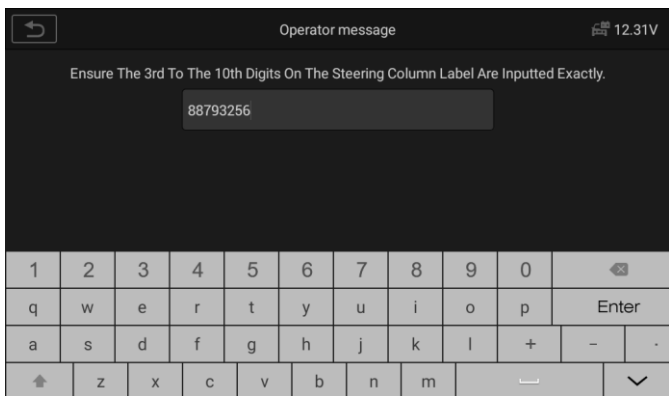 Operator message
12.31V
Ensure The 3rd To The 10th Digits On The Steering Column Label Are Inputted Exactly.
88793256
1 2 3 4 5 6 7 8 9 0
q w e r t y u i o p Enter
a s d f g h j k l + - .
z x c v b n m